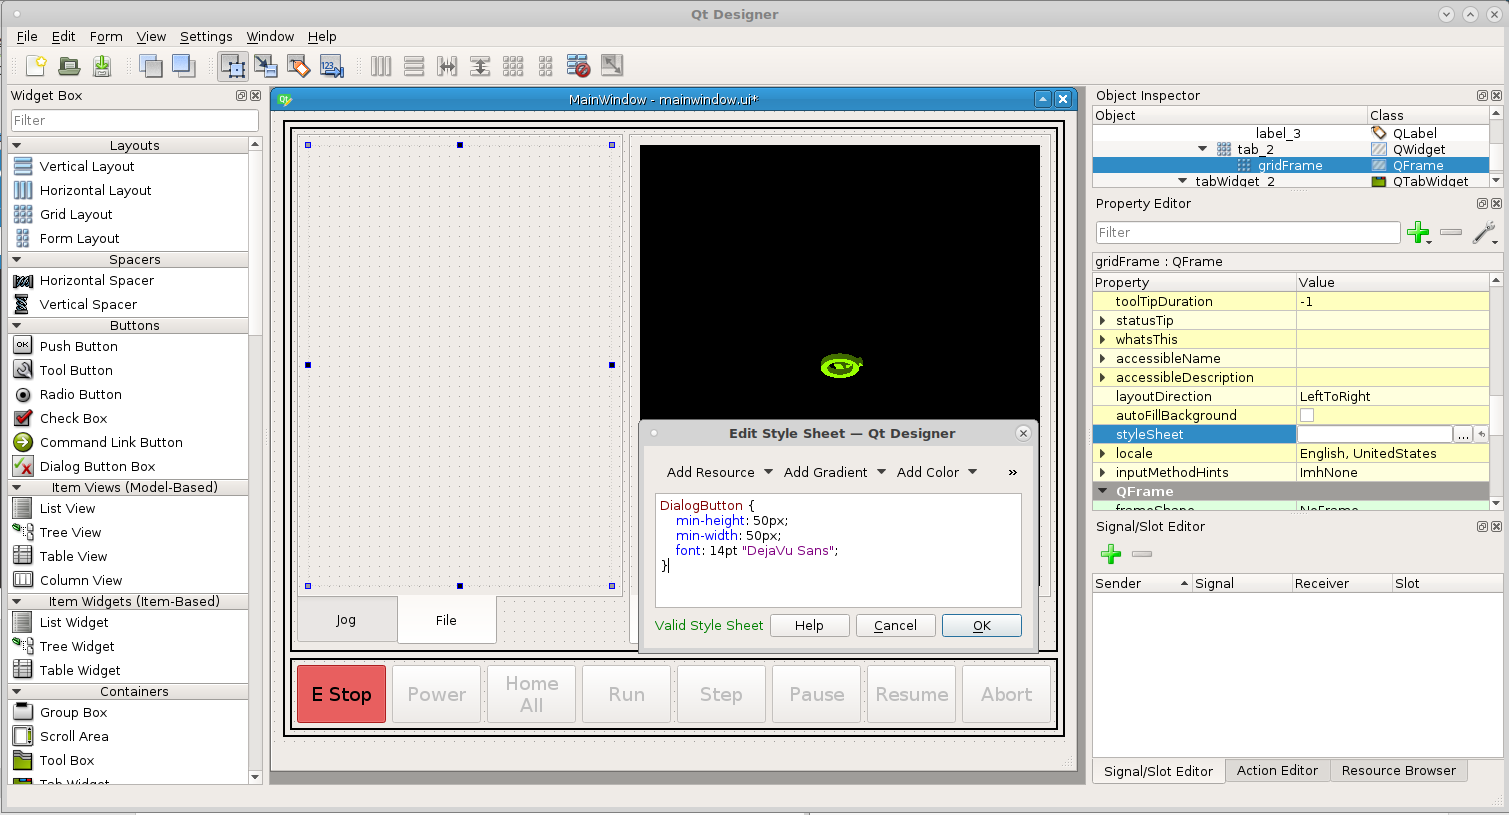 Qt Designer
File Edit Form View Settings Window Help
Widget Box
Filter
Layouts
Vertical Layout
Horizontal Layout
Grid Layout
Form Layout
Spacers
Horizontal Spacer
Vertical Spacer
Buttons
OK Push Button
Tool Button
Radio Button
Check Box
Command Link Button
Dialog Button Box
Item Views (Model-Based)
List View
Tree View
Table View
Column View
Item Widgets (Item-Based)
List Widget
Tree Widget
Table Widget
Containers
Group Box
Scroll Area
Tool Box
Tab Widget
MainWindow - mainwindow.ui*
Jog File
E Stop Power Home All Run Step Pause Resume Abort
Edit Style Sheet — Qt Designer
Add Resource Add Gradient Add Color »
DialogButton {
min-height: 50px;
min-width: 50px;
font: 14pt "DejaVu Sans";
}
Valid Style Sheet Help Cancel OK
Object Inspector
Object Class
label_3 QLabel
tab_2 QWidget
gridFrame QFrame
tabWidget_2 QTabWidget
Property Editor
Filter
gridFrame : QFrame
Property Value
toolTipDuration -1
statusTip
whatsThis
accessibleName
accessibleDescription
layoutDirection LeftToRight
autoFillBackground
styleSheet ...
locale English, UnitedStates
inputMethodHints ImhNone
QFrame
frameShape NoFrame
Signal/Slot Editor
Sender Signal Receiver Slot
Signal/Slot Editor Action Editor Resource Browser